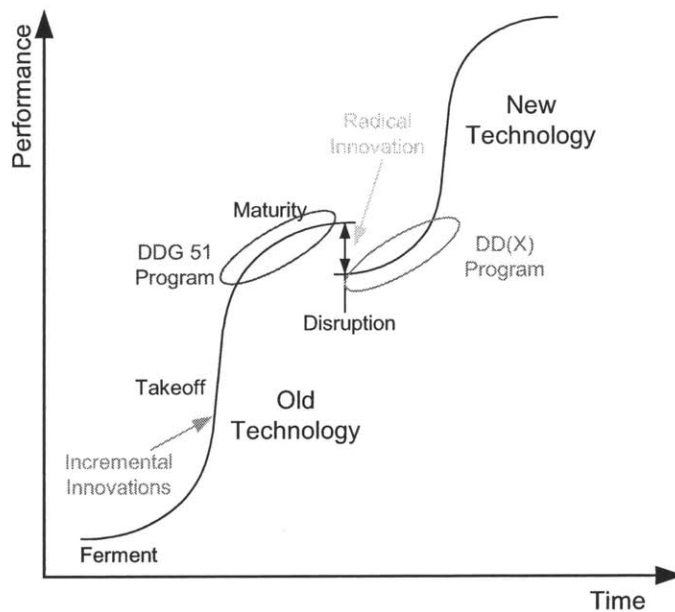 Performance
New
Technology
Radical
Innovation
Maturity
DDG 51
Program
DD(X)
Program
Disruption
Takeoff
Old
Technology
Incremental
Innovations
Ferment
Time